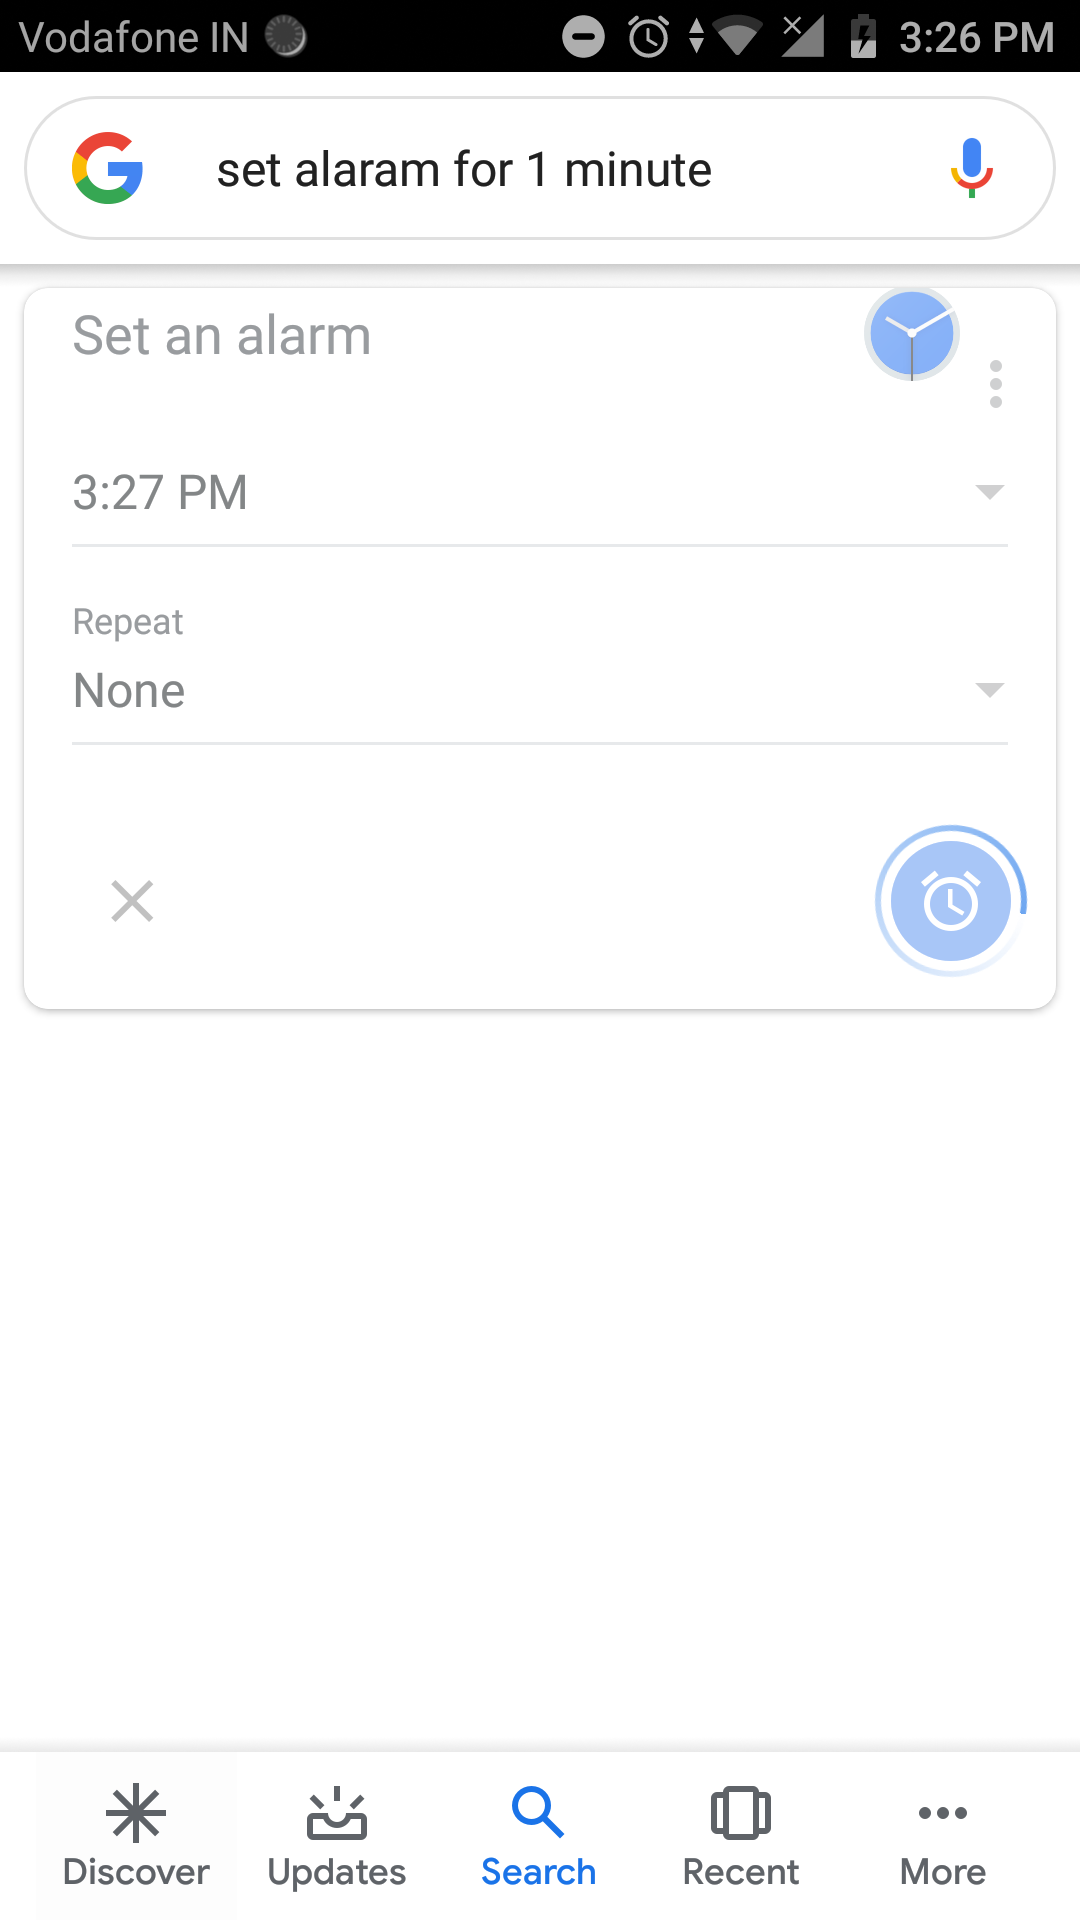 Vodafone IN
3:26 PM
set alaram for 1 minute
Set an alarm
3:27 PM
Repeat
None
Discover
Updates
Search
Recent
More